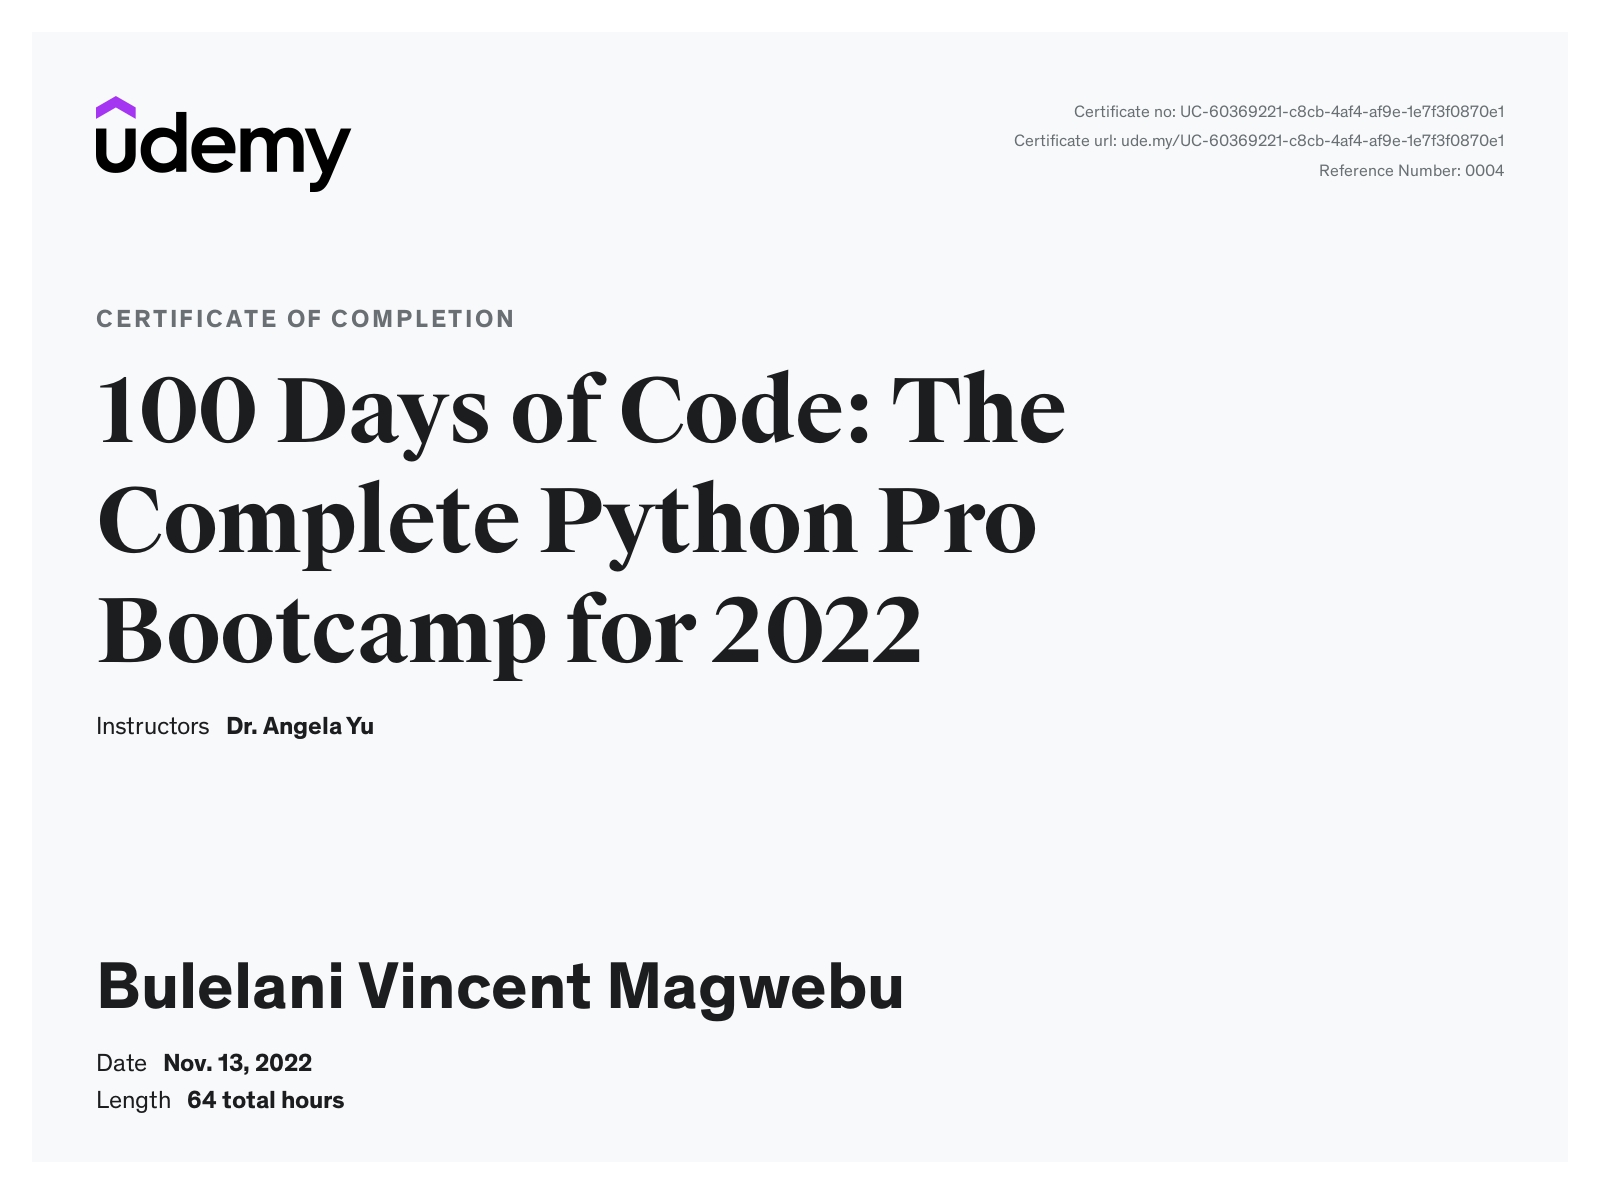 udemy
Certificate no: UC-60369221-c8cb-4af4-af9e-1e7f3f0870e1
Certificate url: ude.my/UC-60369221-c8cb-4af4-af9e-1e7f3f0870e1
Reference Number: 0004
CERTIFICATE OF COMPLETION
100 Days of Code: The
Complete Python Pro
Bootcamp for 2022
Instructors Dr. Angela Yu
Bulelani Vincent Magwebu
Date Nov. 13, 2022
Length 64 total hours